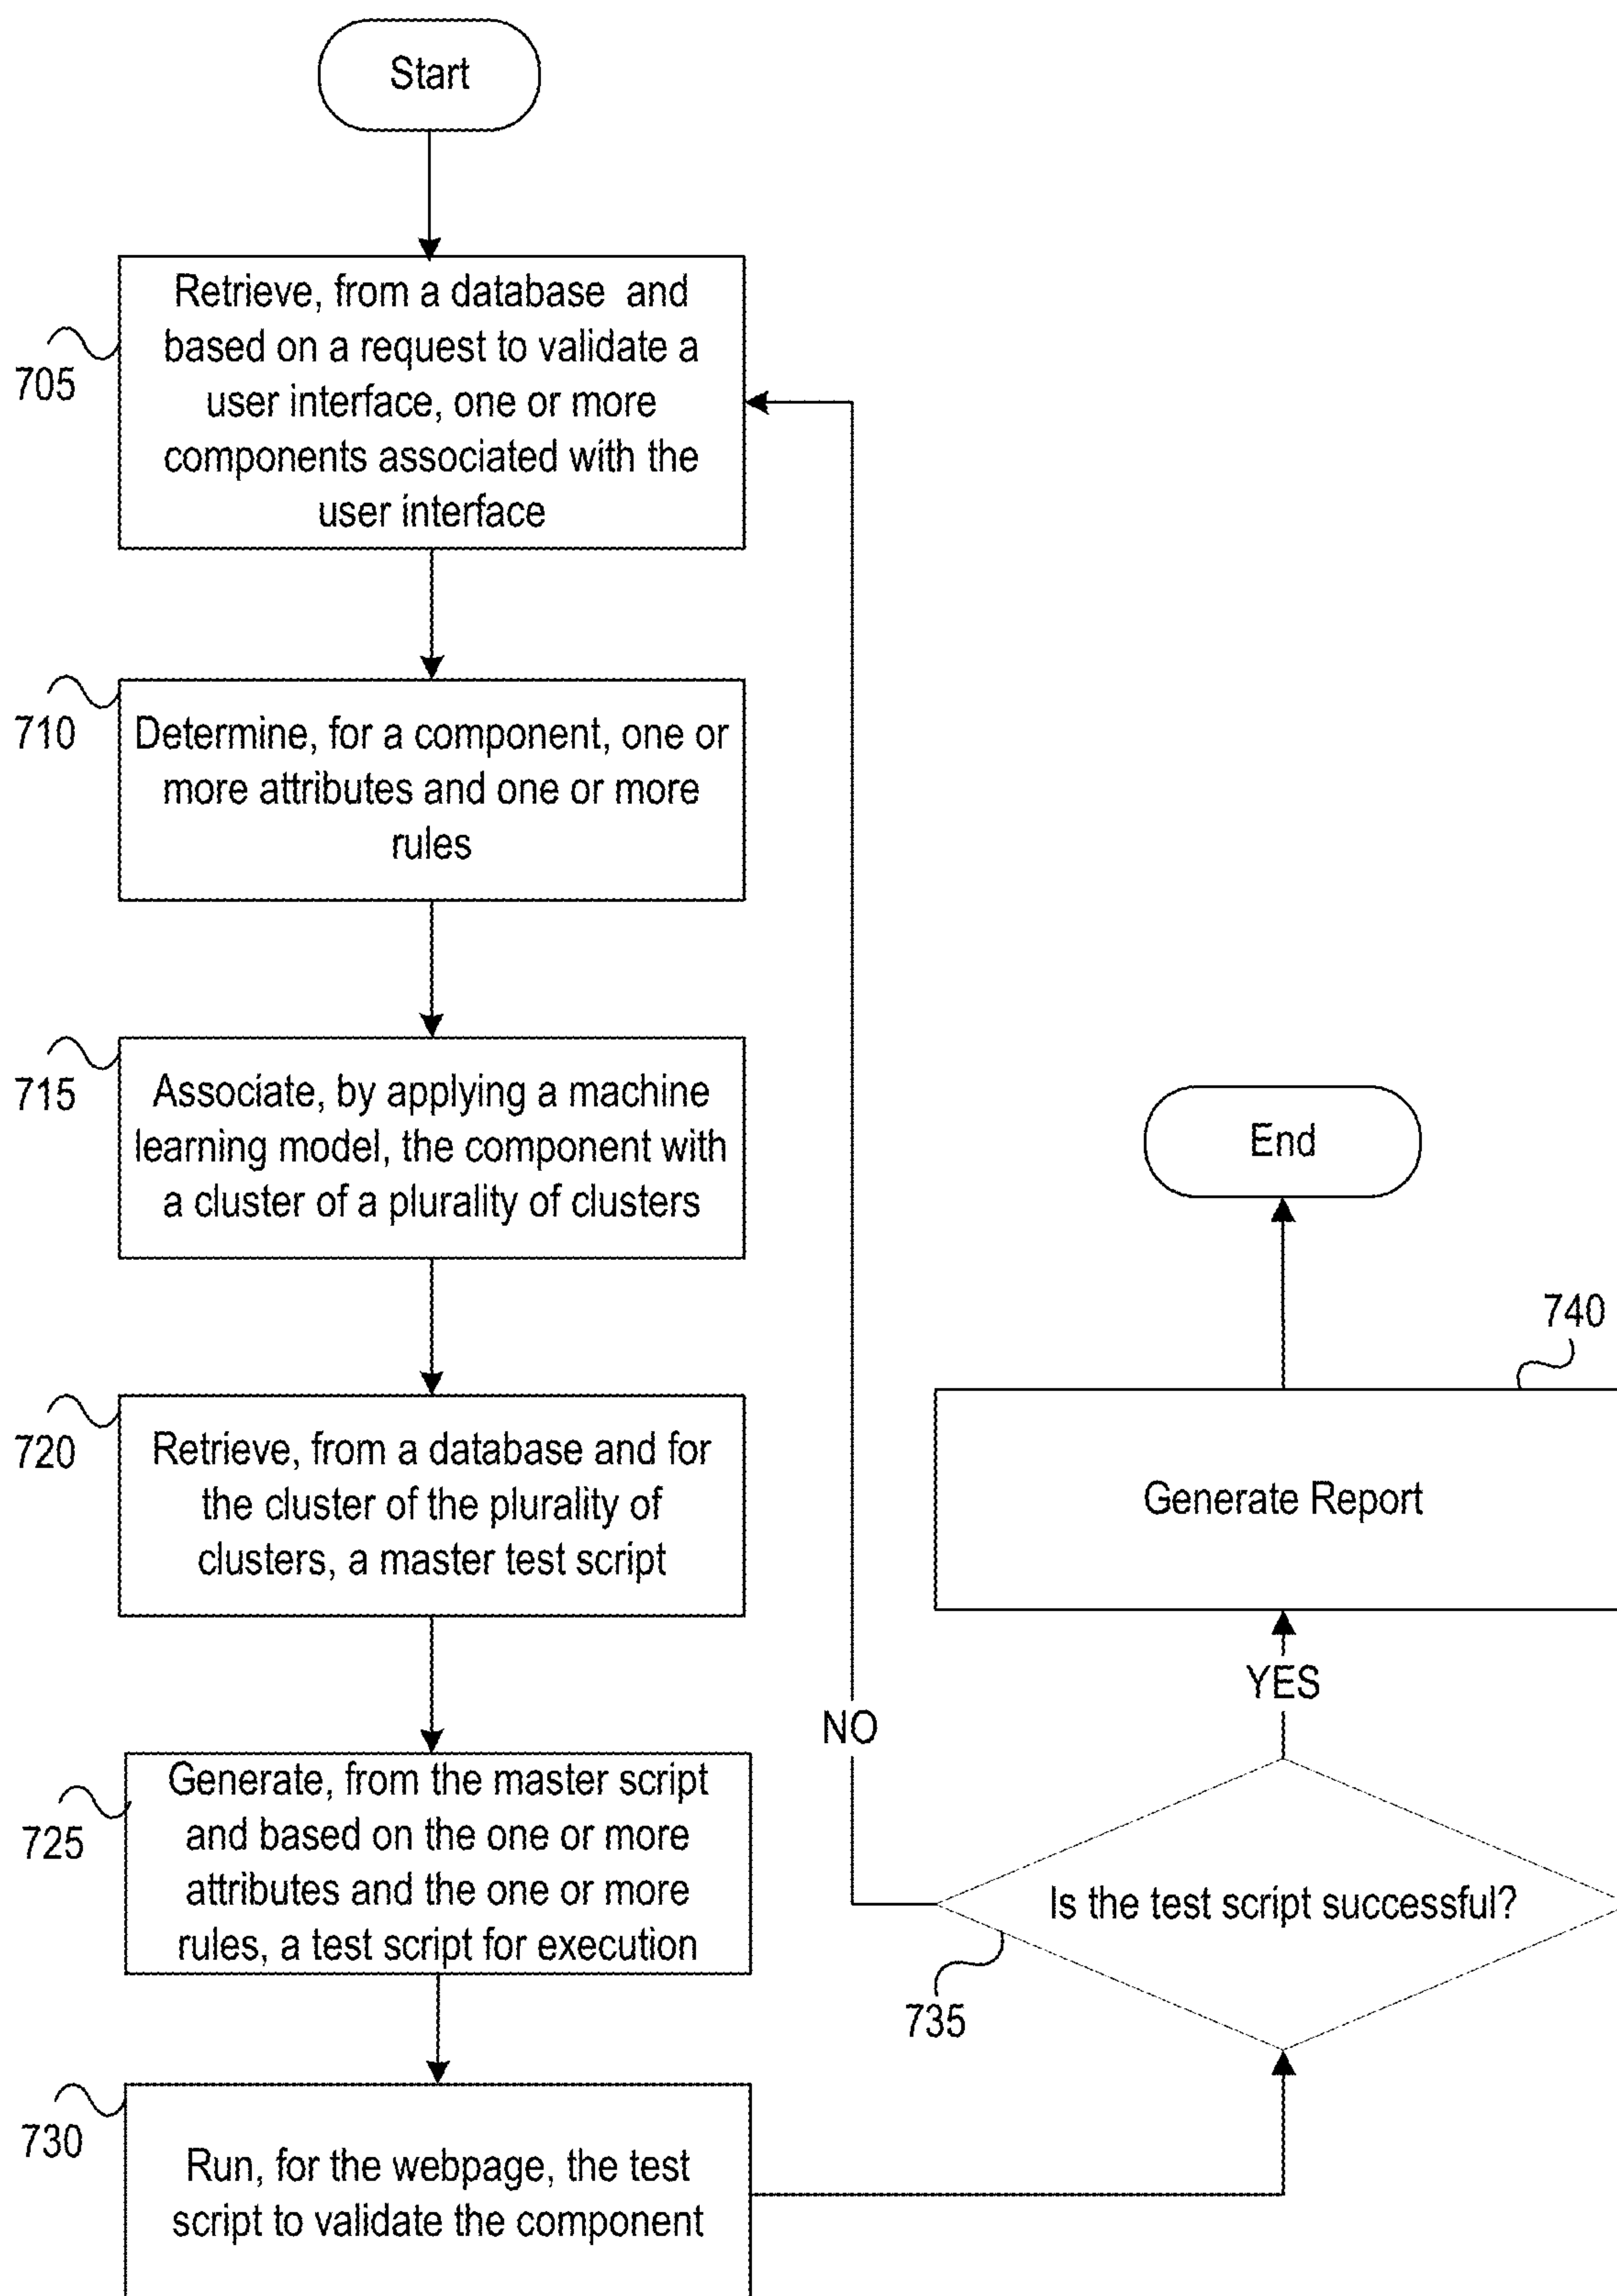 Start
705
Retrieve, from a database and
based on a request to validate a
user interface, one or more
components associated with the
user interface
710
Determine, for a component, one or
more attributes and one or more
rules
715
Associate, by applying a machine
learning model, the component with
a cluster of a plurality of clusters
720
Retrieve, from a database and for
the cluster of the plurality of
clusters, a master test script
725
Generate, from the master script
and based on the one or more
attributes and the one or more
rules, a test script for execution
730
Run, for the webpage, the test
script to validate the component
735
Is the test script successful?
NO
YES
740
Generate Report
End